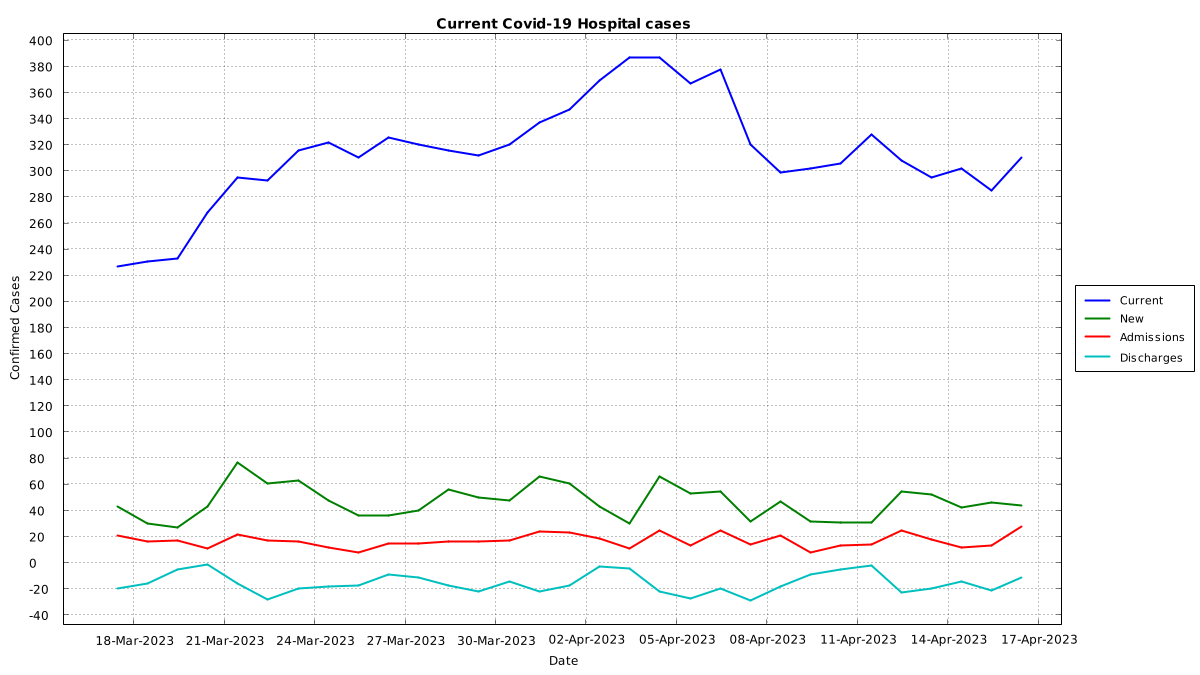 Current Covid-19 Hospital cases
400
380
360
340
320
300
280
260
240
220
200
180
160
140
120
100
80
60
40
20
0
-20
-40
Confirmed Cases
18-Mar-2023 21-Mar-2023 24-Mar-2023 27-Mar-2023 30-Mar-2023 02-Apr-2023 05-Apr-2023 08-Apr-2023 11-Apr-2023 14-Apr-2023 17-Apr-2023
Date
Current
New
Admissions
Discharges